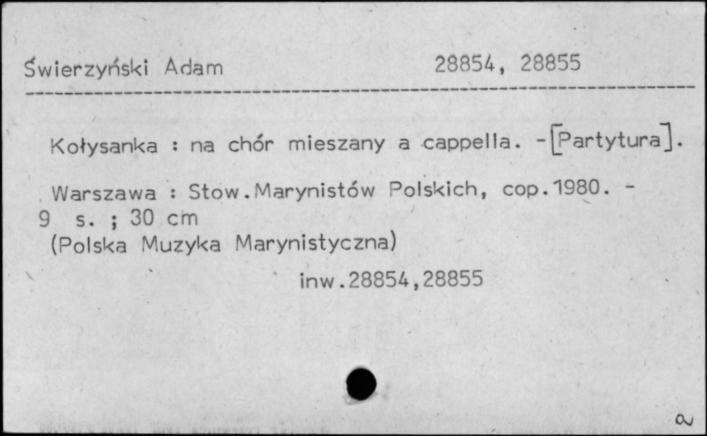 Świerzyński Adam 28854, 28855
Kołysanka : na chór mieszany a cappella. -[Partytura].
Warszawa : Stow.Marynistów Polskich, cop.1980. -
9 s. ; 30 cm
(Polska Muzyka Marynistyczna)
inw.28854,28855